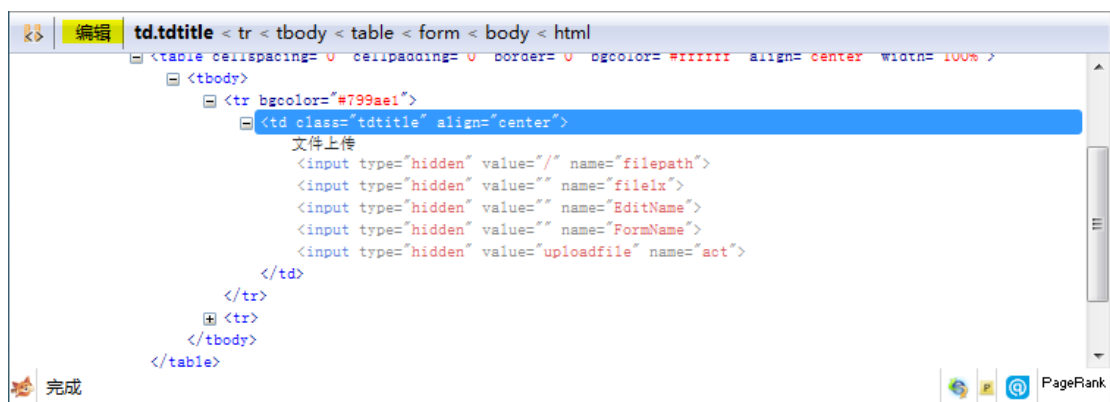 编辑 td.tdtitle < tr < tbody < table < form < body < html
<table cellspacing="0" cellpadding="0" border="0" bgcolor="#ffffff" align="center" width="100%">
<tbody>
<tr bgcolor="#799ae1">
<td class="tdtitle" align="center">
文件上传
<input type="hidden" value="/" name="filepath">
<input type="hidden" value="" name="filelx">
<input type="hidden" value="" name="EditName">
<input type="hidden" value="" name="FormName">
<input type="hidden" value="uploadfile" name="act">
</td>
</tr>
<tr>
</tbody>
</table>
完成 P PageRank